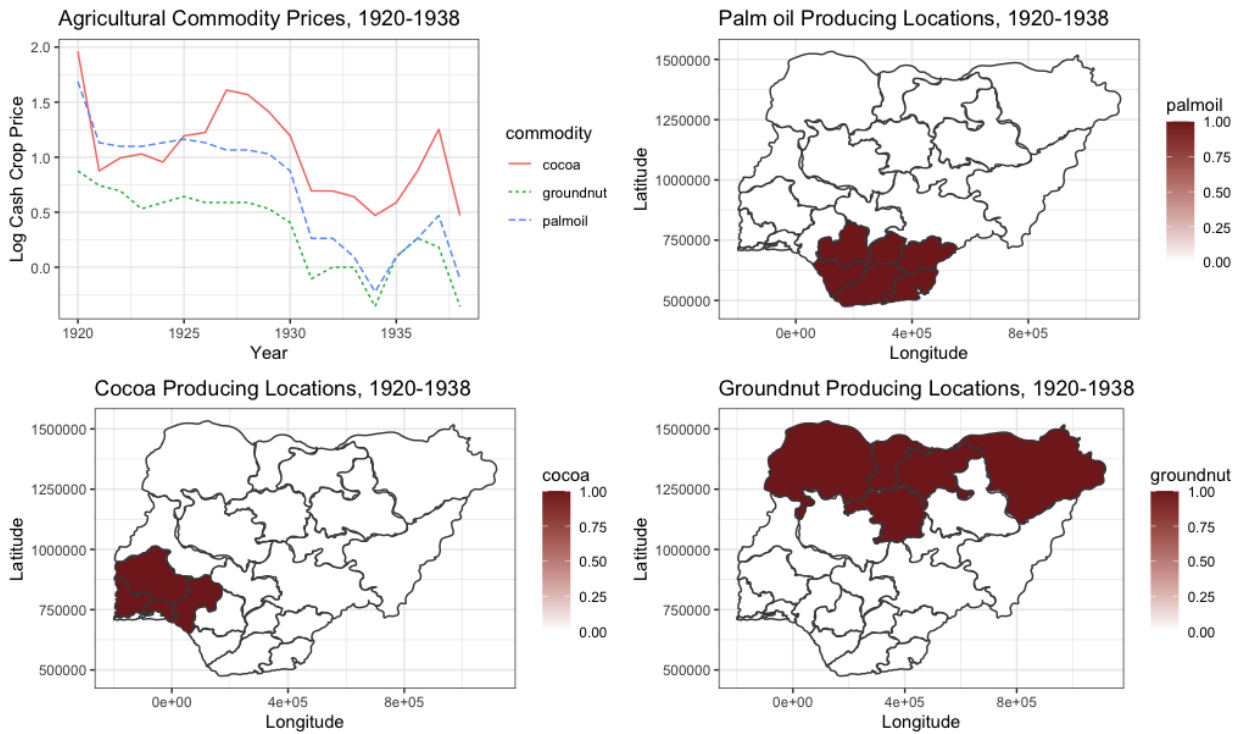 Agricultural Commodity Prices, 1920-1938
Log Cash Crop Price
2.0
1.5
1.0
0.5
0.0
1920
1925
1930
1935
Year
commodity
cocoa
groundnut
palmoil
Palm oil Producing Locations, 1920-1938
Latitude
1500000
1250000
1000000
750000
500000
0e+00
4e+05
8e+05
Longitude
palmoil
1.00
0.75
0.50
0.25
0.00
Cocoa Producing Locations, 1920-1938
Latitude
1500000
1250000
1000000
750000
500000
0e+00
4e+05
8e+05
Longitude
cocoa
1.00
0.75
0.50
0.25
0.00
Groundnut Producing Locations, 1920-1938
Latitude
1500000
1250000
1000000
750000
500000
0e+00
4e+05
8e+05
Longitude
groundnut
1.00
0.75
0.50
0.25
0.00